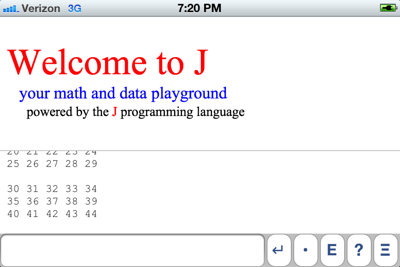 Verizon 3G 7:20 PM
Welcome to J
your math and data playground
powered by the J programming language
20 21 22 23 24
25 26 27 28 29
30 31 32 33 34
35 36 37 38 39
40 41 42 43 44
↵ • E ? Ξ